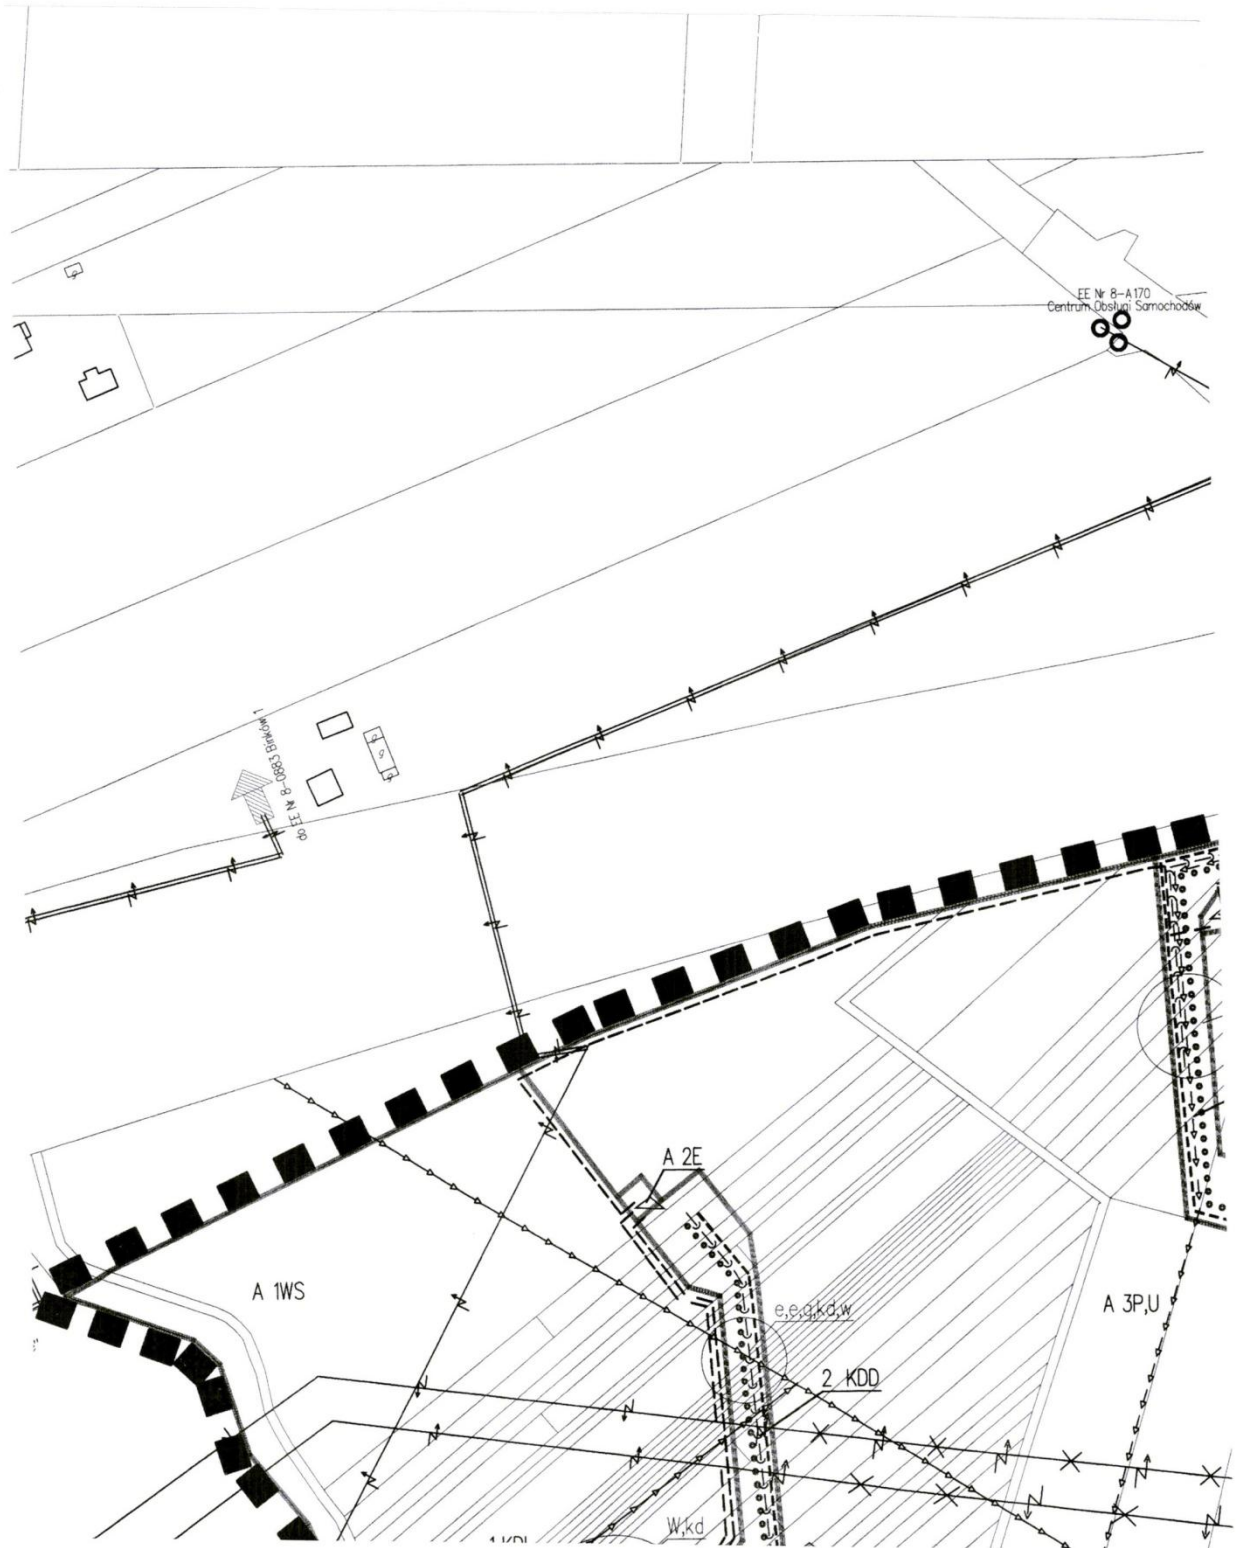 EE Nr 8-A170
Centrum Obsługi Samochodów
do EE Nr 8-0883 Binków 1
A 2E
A 1WS
e,e,g,kd,w
A 3P,U
2 KDD
W,kd